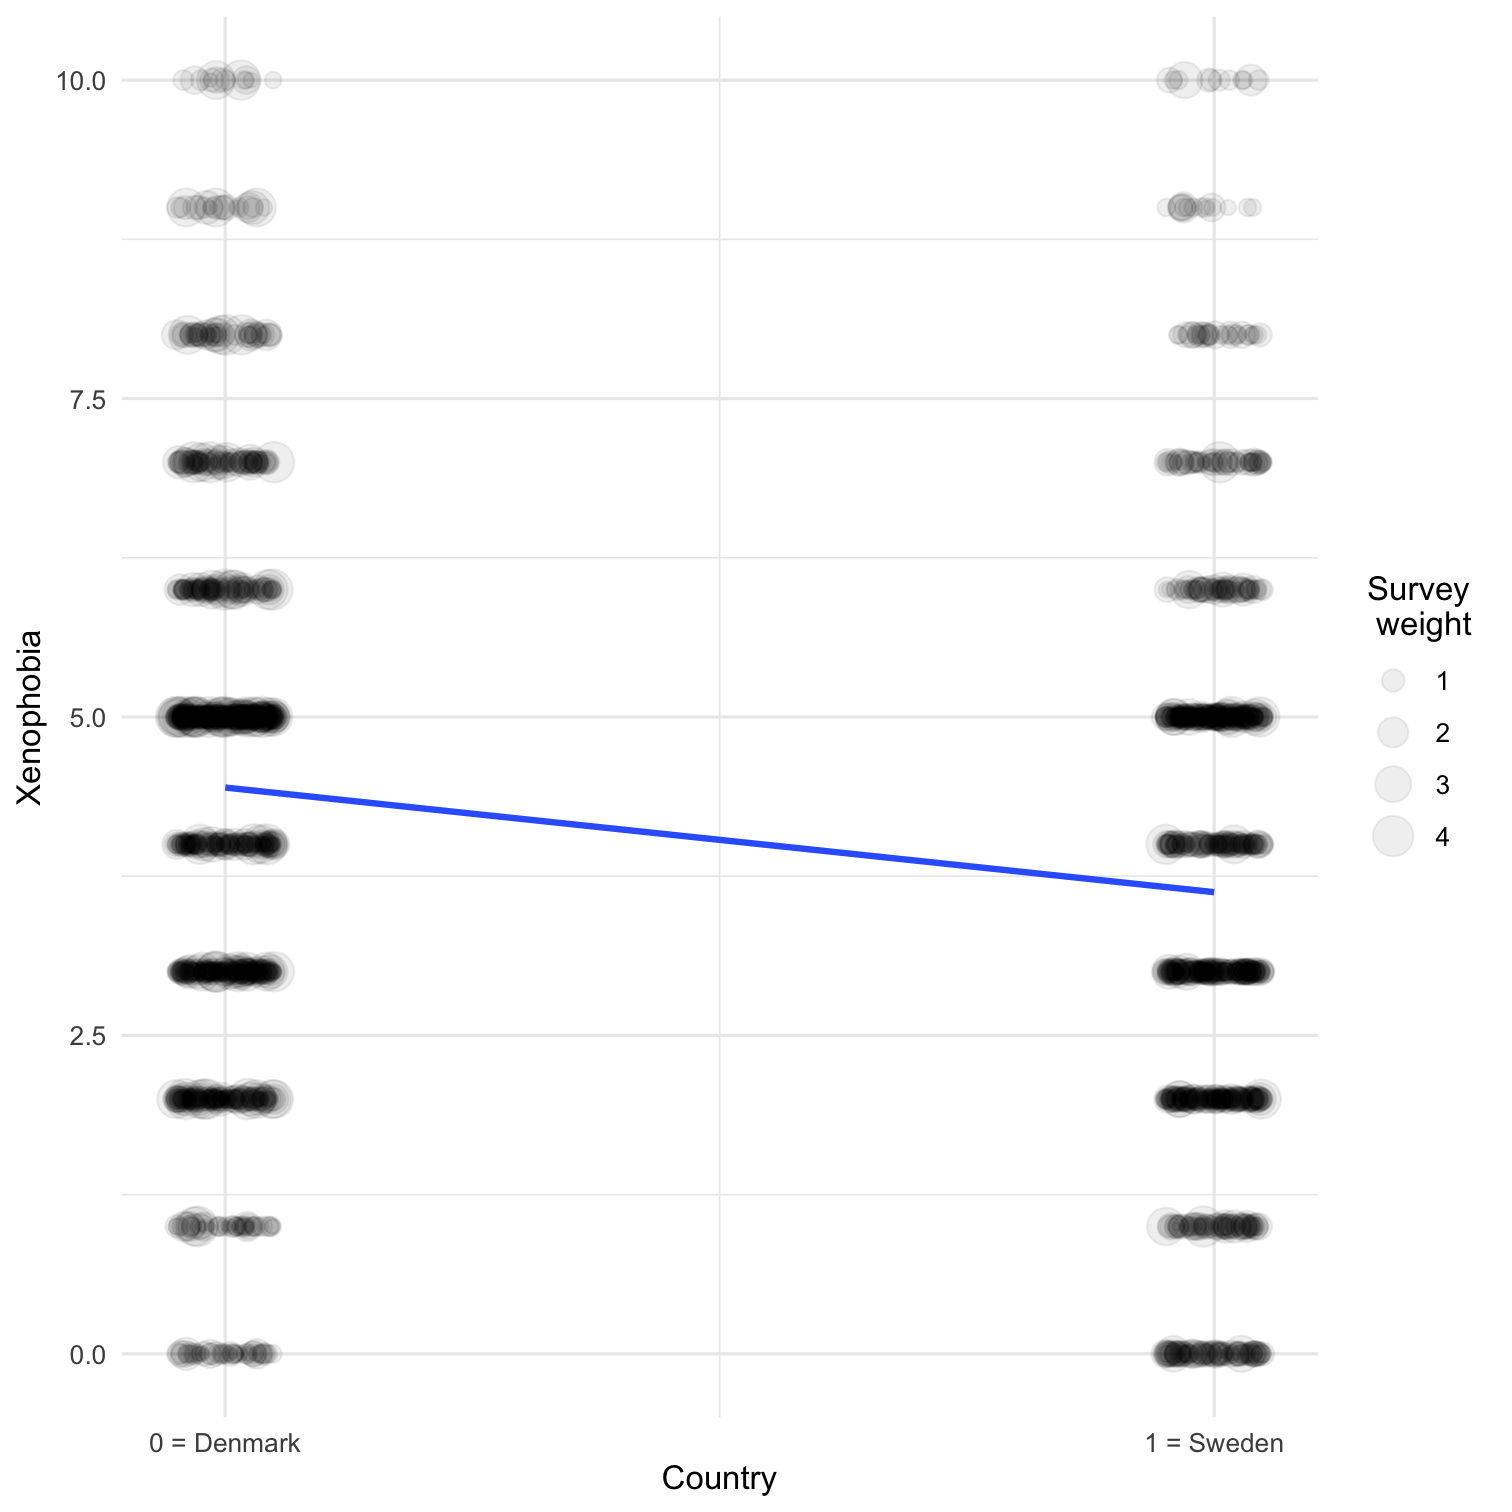 10.0
7.5
5.0
2.5
0.0
Xenophobia
0 = Denmark
1 = Sweden
Country
Survey
weight
1
2
3
4